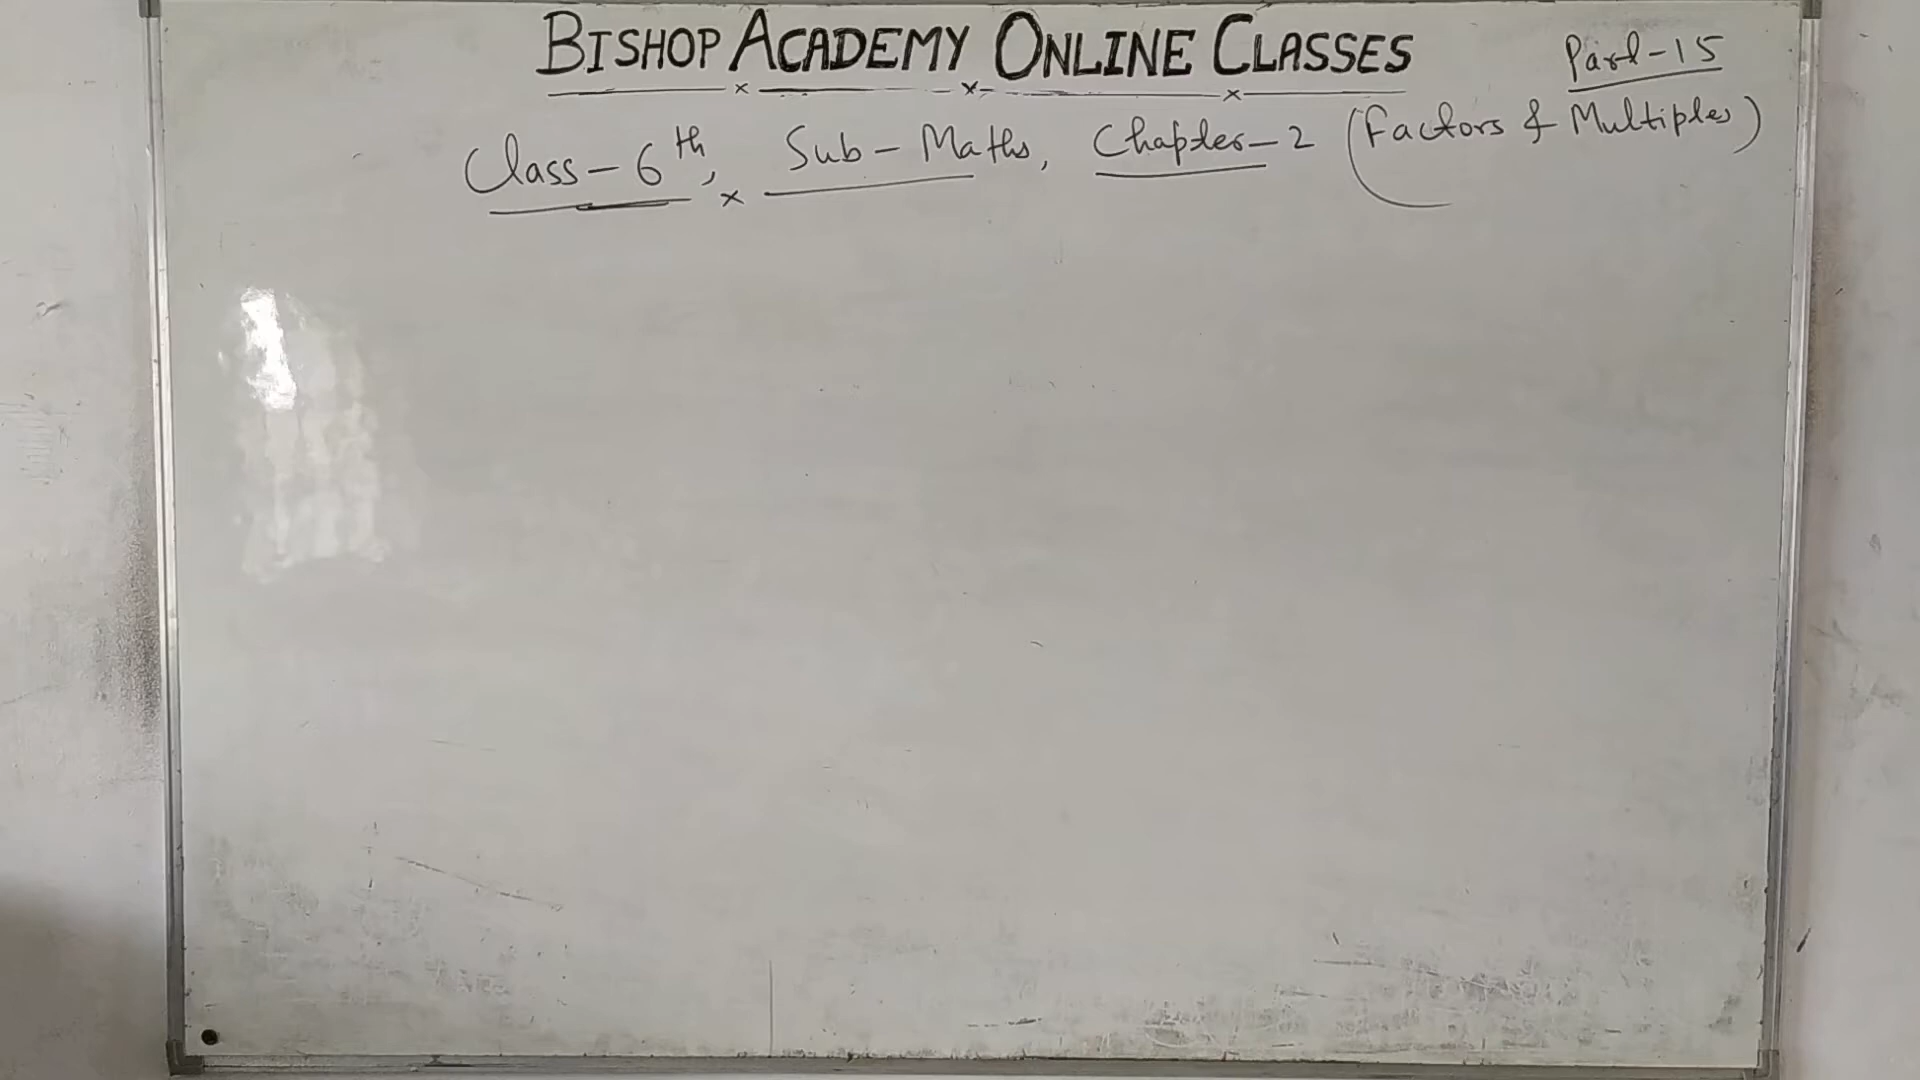 BISHOP ACADEMY ONLINE CLASSES
Part-15
Class-6th, Sub-Maths, Chapter-2 (Factors & Multiples)